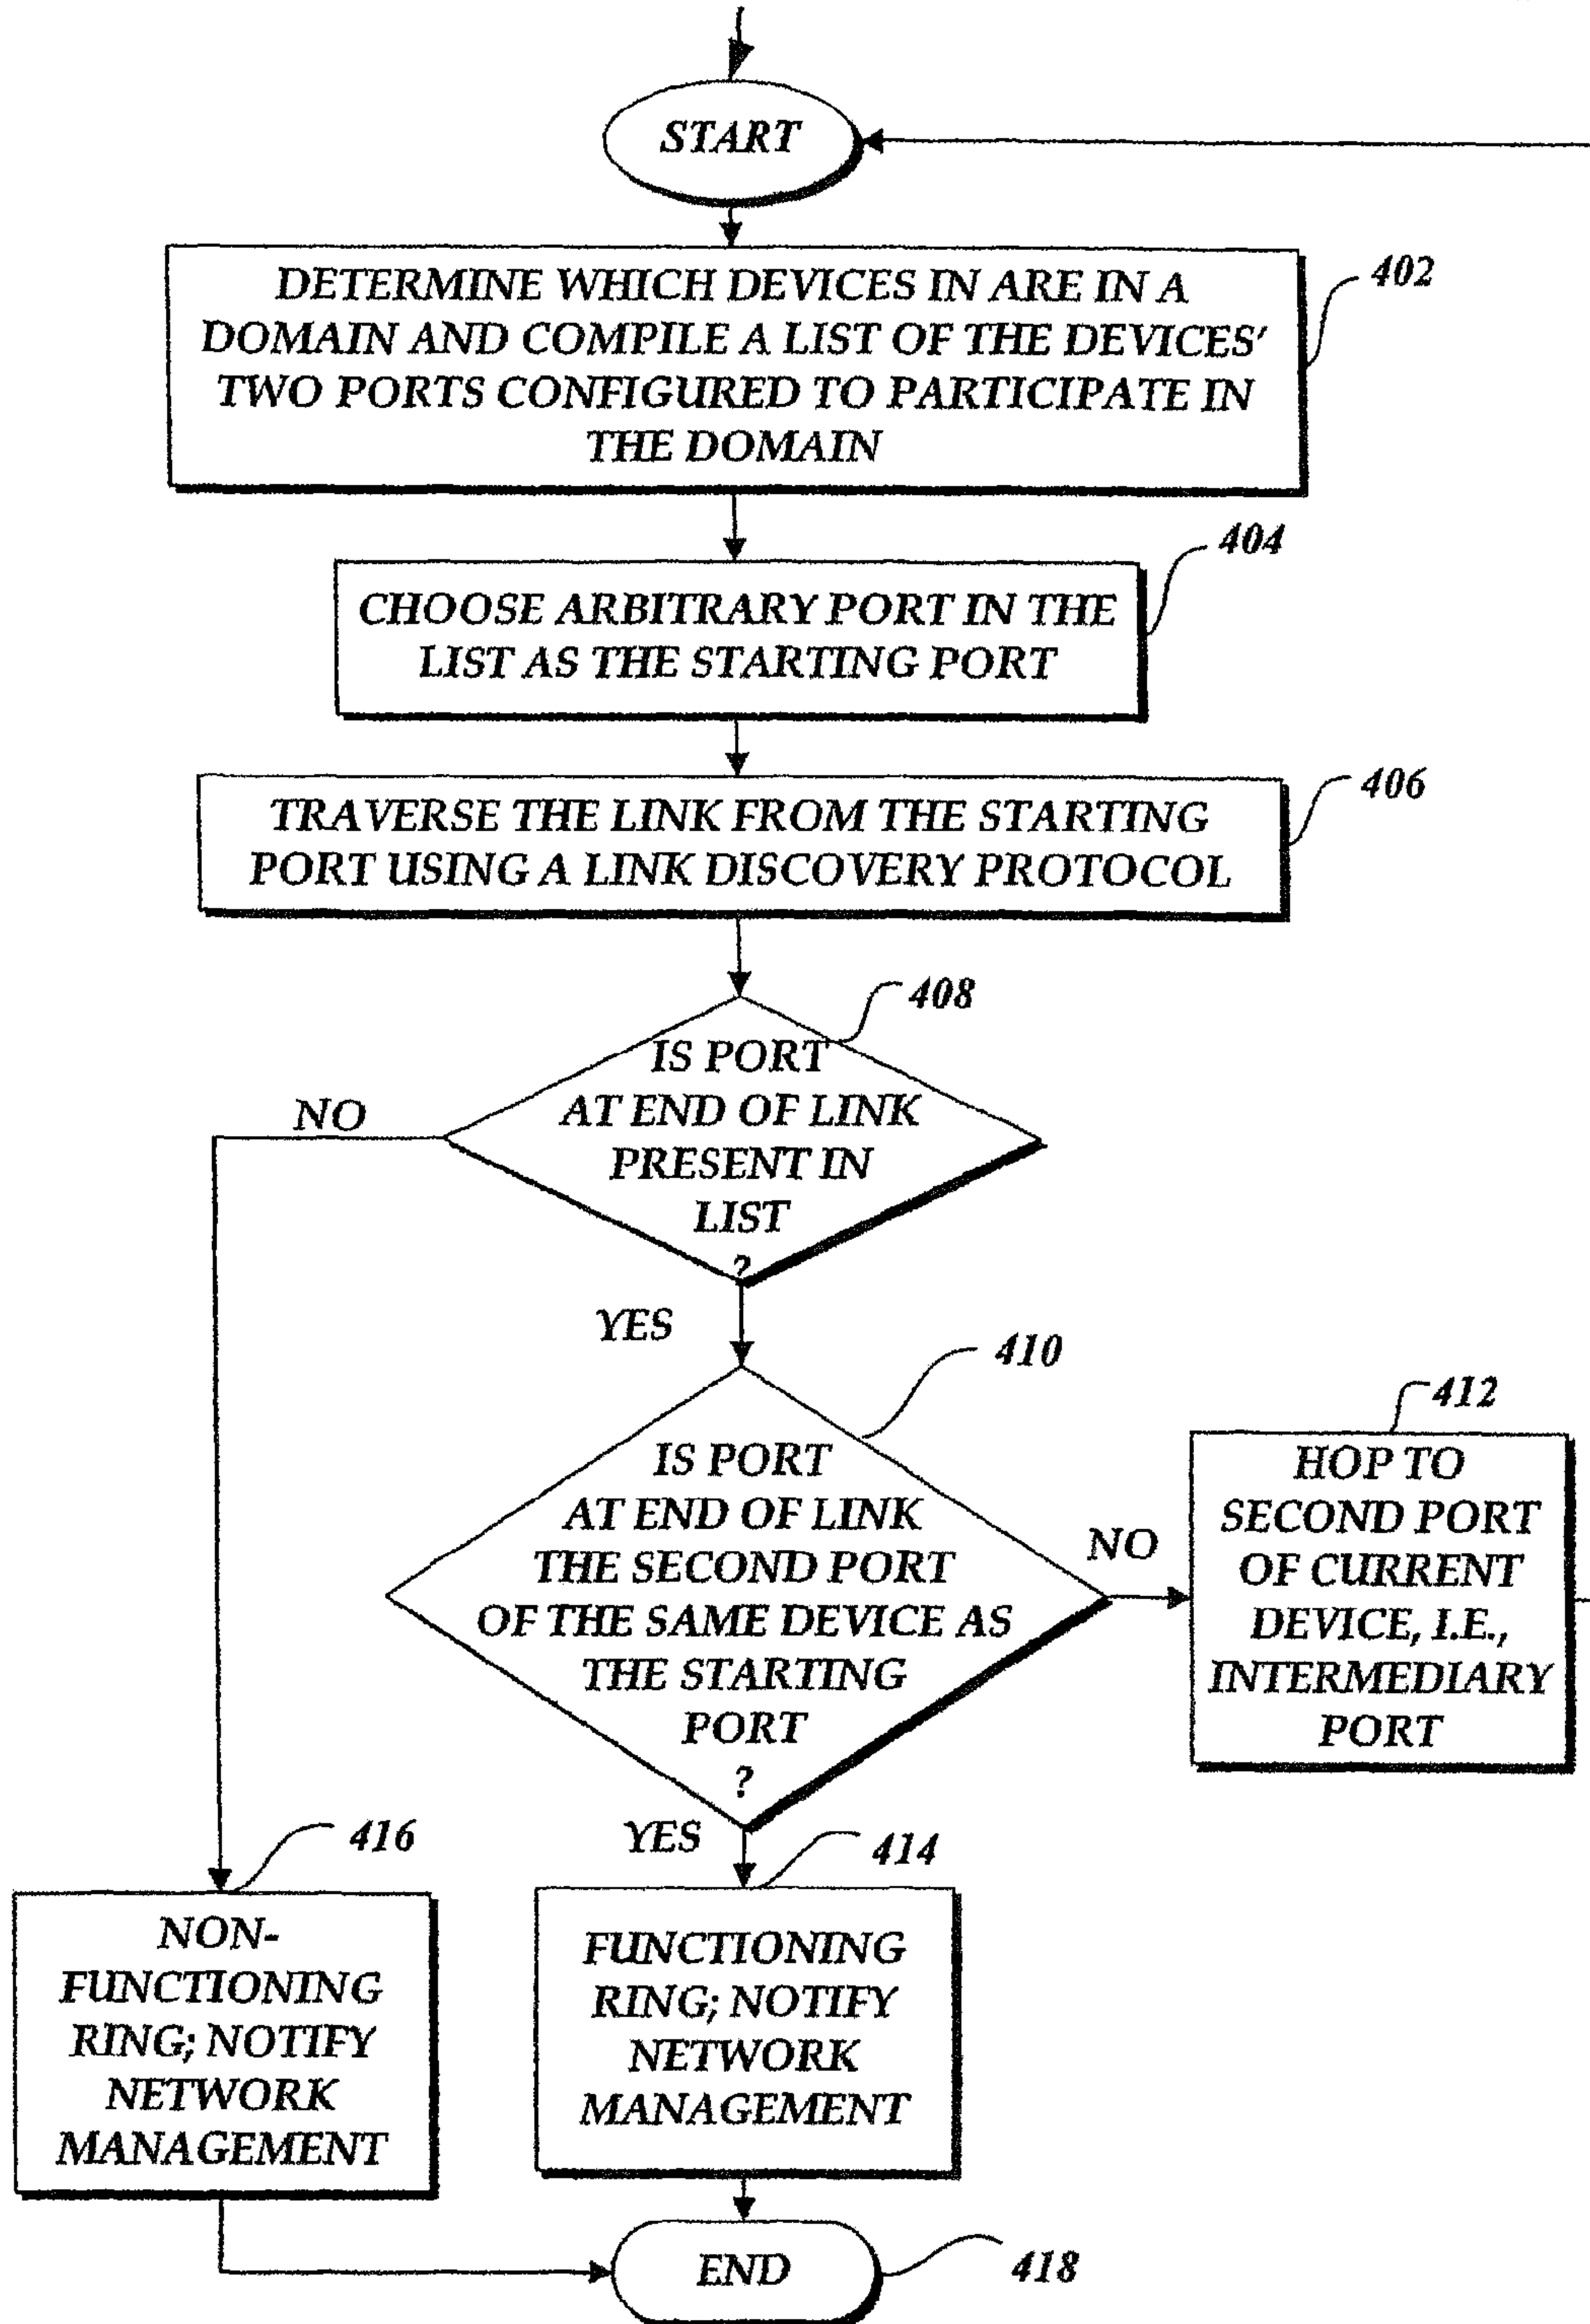 START
DETERMINE WHICH DEVICES IN ARE IN A
DOMAIN AND COMPILE A LIST OF THE DEVICES'
TWO PORTS CONFIGURED TO PARTICIPATE IN
THE DOMAIN
402
404
CHOOSE ARBITRARY PORT IN THE
LIST AS THE STARTING PORT
406
TRAVERSE THE LINK FROM THE STARTING
PORT USING A LINK DISCOVERY PROTOCOL
408
IS PORT
AT END OF LINK
PRESENT IN
LIST
?
NO
YES
410
IS PORT
AT END OF LINK
THE SECOND PORT
OF THE SAME DEVICE AS
THE STARTING
PORT
?
NO
412
HOP TO
SECOND PORT
OF CURRENT
DEVICE, I.E.,
INTERMEDIARY
PORT
YES
416
NON-
FUNCTIONING
RING; NOTIFY
NETWORK
MANAGEMENT
414
FUNCTIONING
RING; NOTIFY
NETWORK
MANAGEMENT
END
418